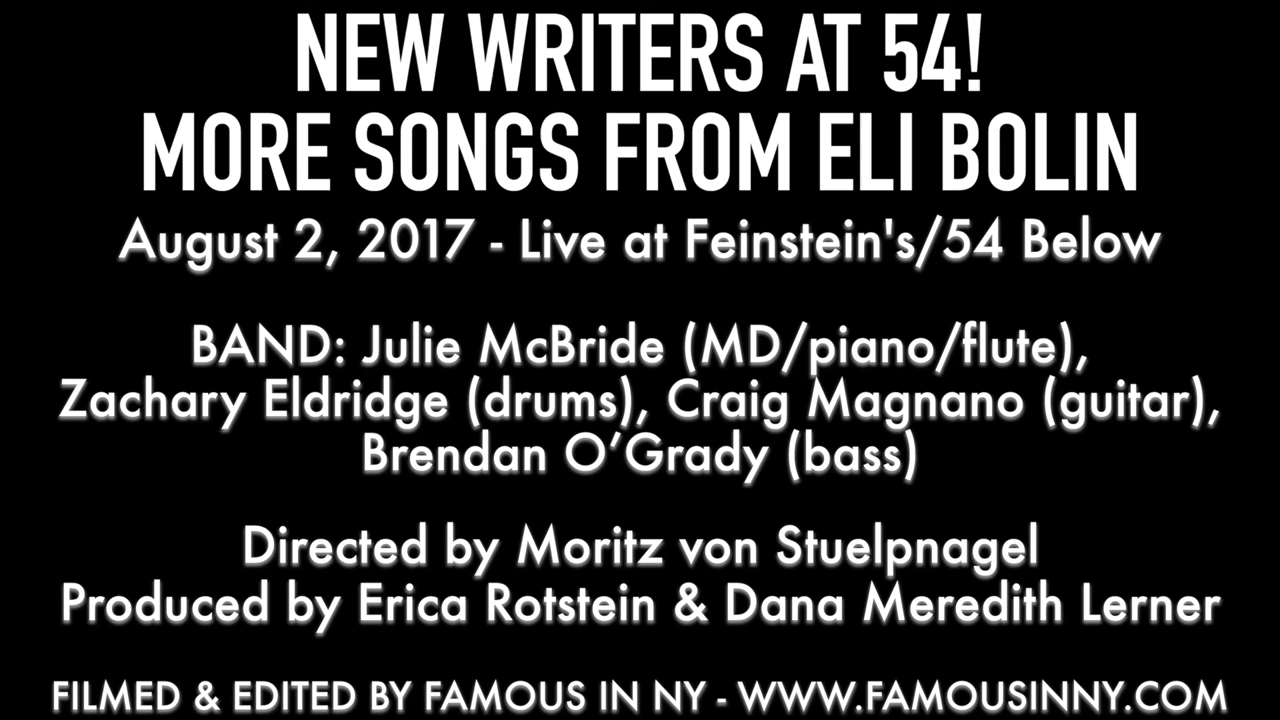 NEW WRITERS AT 54!
MORE SONGS FROM ELI BOLIN
August 2, 2017 - Live at Feinstein's/54 Below
BAND: Julie McBride (MD/piano/flute),
Zachary Eldridge (drums), Craig Magnano (guitar),
Brendan O’Grady (bass)
Directed by Moritz von Stuelpnagel
Produced by Erica Rotstein & Dana Meredith Lerner
FILMED & EDITED BY FAMOUS IN NY - WWW.FAMOUSINNY.COM